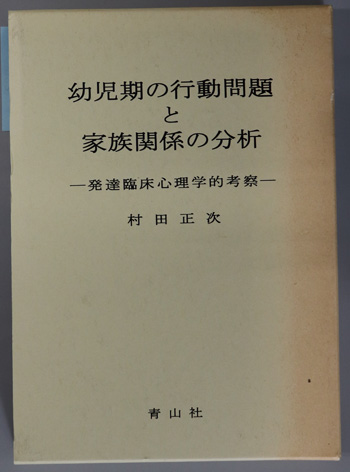 幼児期の行動問題
と
家族関係の分析
―発達臨床心理学的考察―
村田正次
青山社